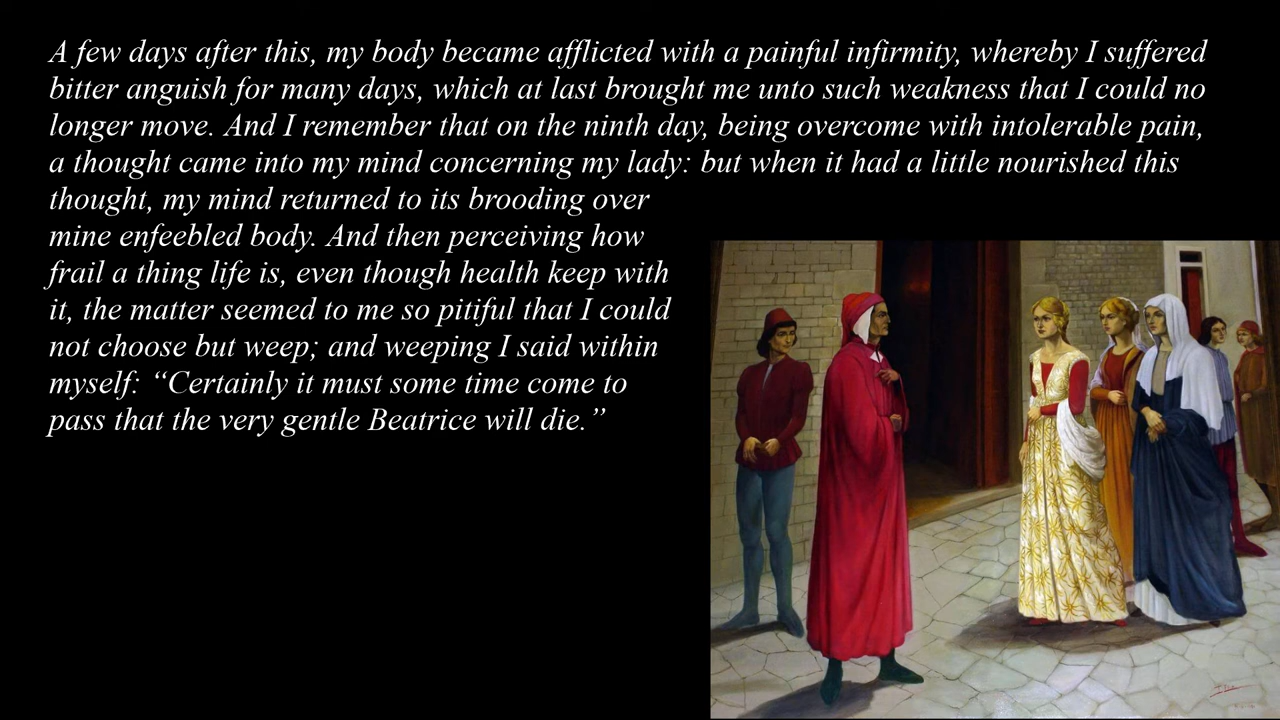 A few days after this, my body became afflicted with a painful infirmity, whereby I suffered
bitter anguish for many days, which at last brought me unto such weakness that I could no
longer move. And I remember that on the ninth day, being overcome with intolerable pain,
a thought came into my mind concerning my lady: but when it had a little nourished this
thought, my mind returned to its brooding over
mine enfeebled body. And then perceiving how
frail a thing life is, even though health keep with
it, the matter seemed to me so pitiful that I could
not choose but weep; and weeping I said within
myself: “Certainly it must some time come to
pass that the very gentle Beatrice will die.”